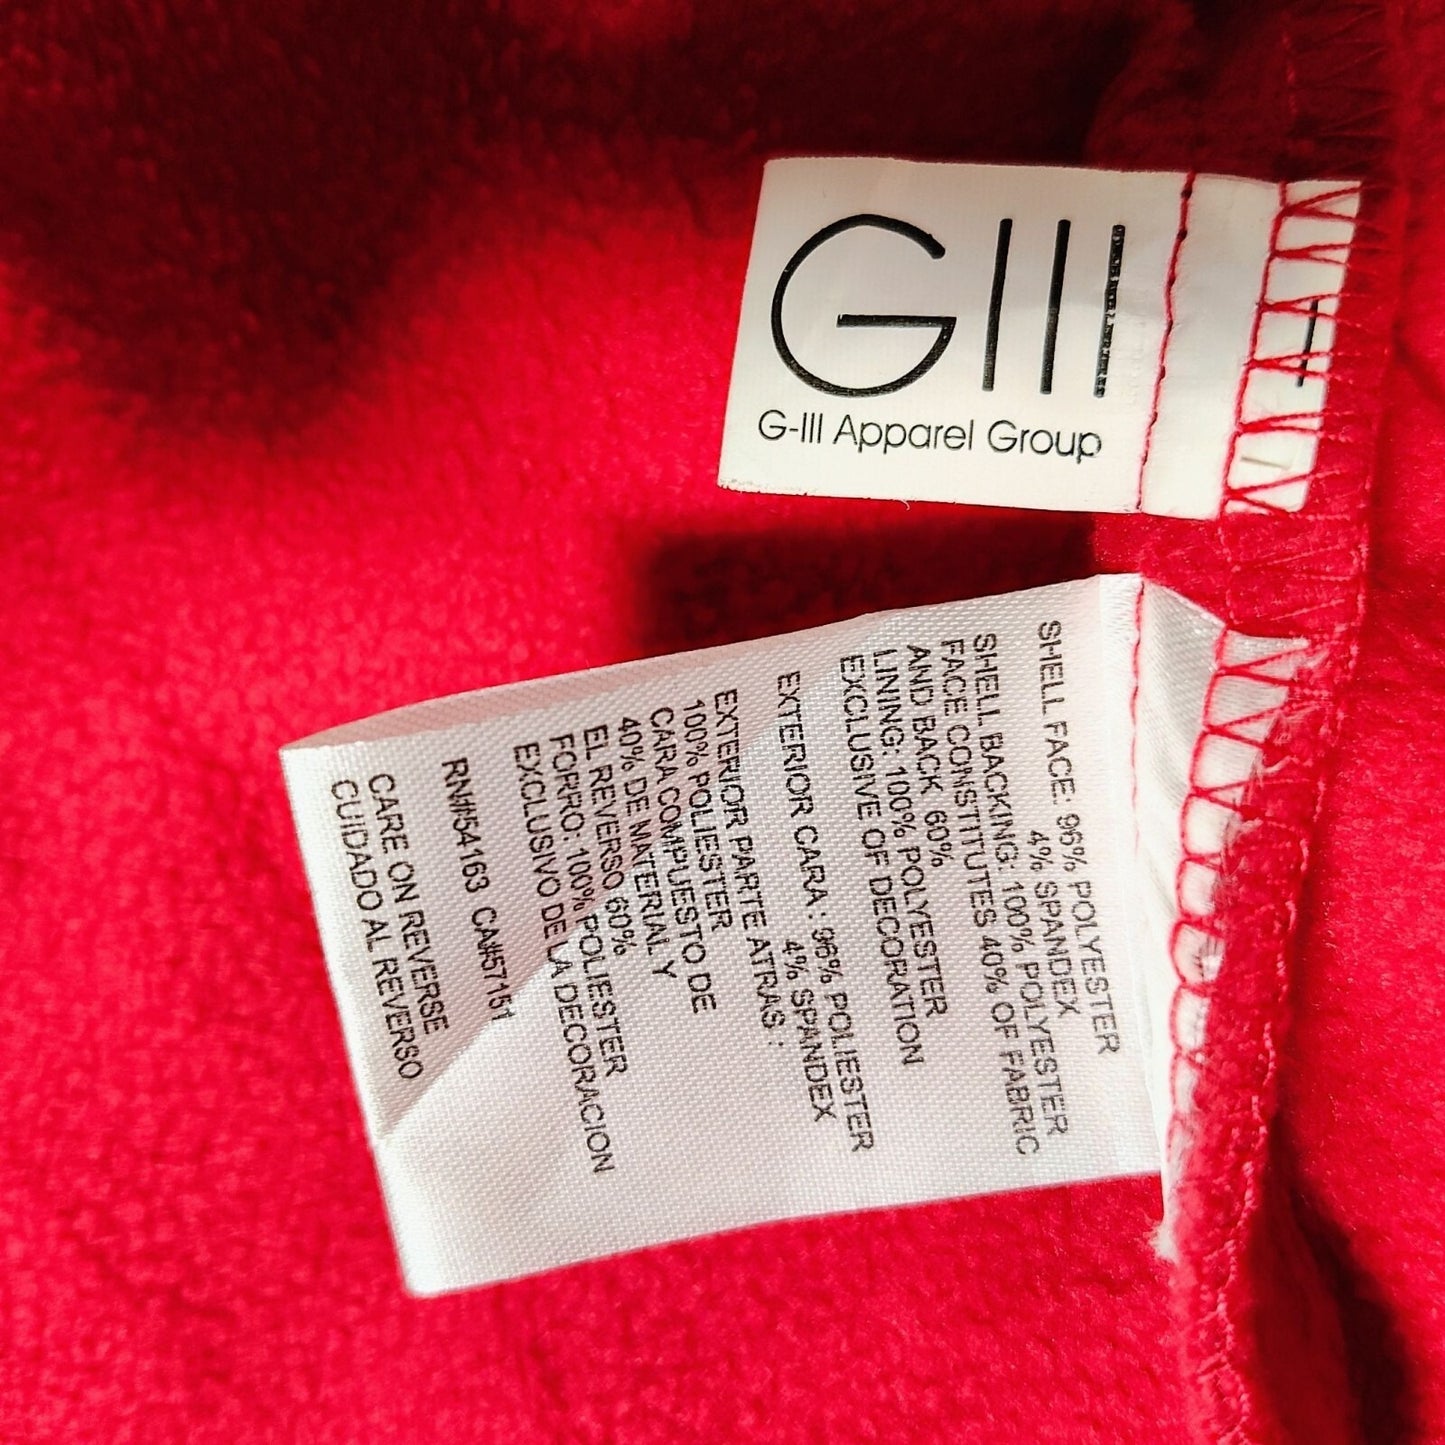 GIII
G-III Apparel Group
SHELL FACE: 96% POLYESTER
4% SPANDEX
SHELL BACKING: 100% POLYESTER
FACE CONSTITUTES 40% OF FABRIC
AND BACK 60%
LINING: 100% POLYESTER
EXCLUSIVE OF DECORATION
EXTERIOR CARA : 96% POLIESTER
4% SPANDEX
EXTERIOR PARTE ATRAS :
100% POLIESTER
CARA COMPUESTO DE
40% DE MATERIAL Y
EL REVERSO 60%
FORRO: 100% POLIESTER
EXCLUSIVO DE LA DECORACION
RN#54163 CA#57151
CARE ON REVERSE
CUIDADO AL REVERSO